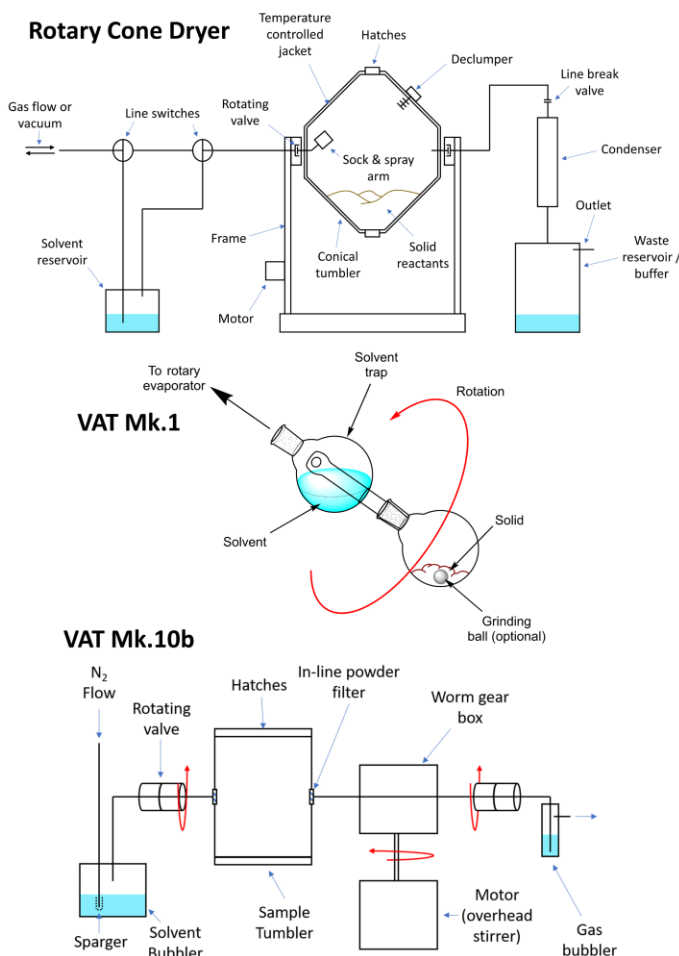 Rotary Cone Dryer
Temperature
controlled
jacket
Hatches
Declumper
Line break
valve
Gas flow or
vacuum
Line switches
Rotating
valve
Sock & spray
arm
Condenser
Outlet
Solvent
reservoir
Frame
Conical
tumbler
Solid
reactants
Waste
reservoir /
buffer
Motor
To rotary
evaporator
Solvent
trap
Rotation
VAT Mk.1
Solvent
Solid
Grinding
ball (optional)
VAT Mk.10b
N2
Flow
Rotating
valve
Hatches
In-line powder
filter
Worm gear
box
Sparger
Solvent
Bubbler
Sample
Tumbler
Motor
(overhead
stirrer)
Gas
bubbler